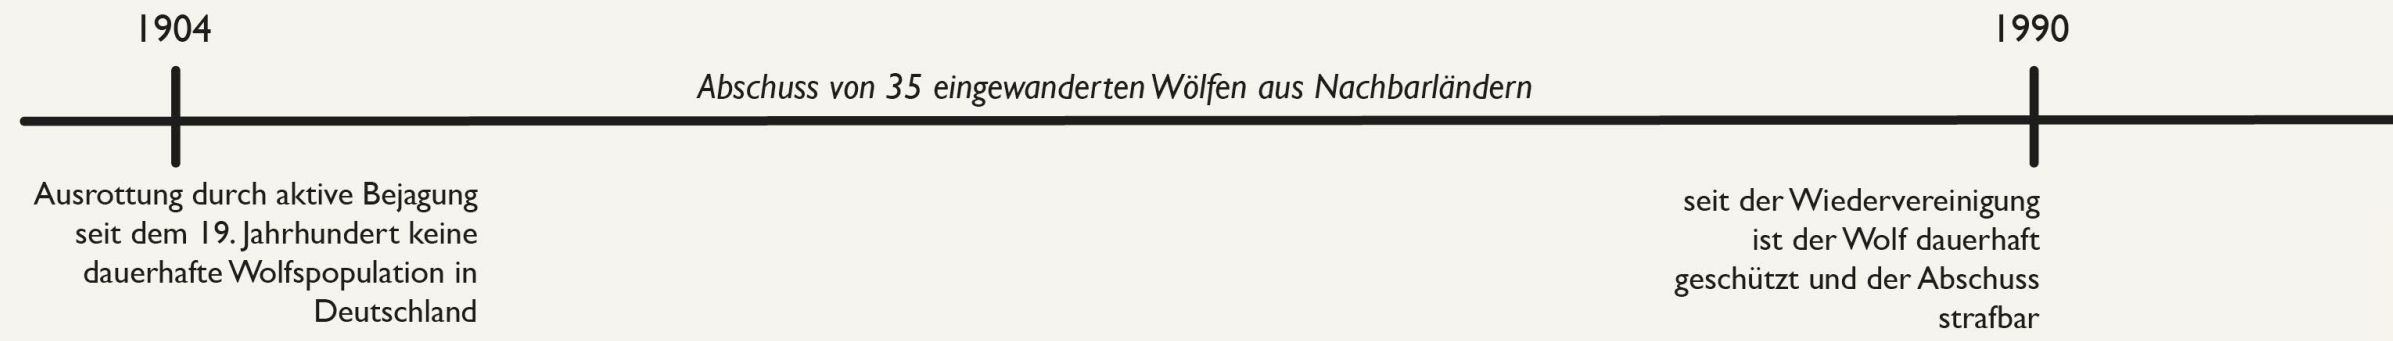 1904
1990
Abschuss von 35 eingewanderten Wölfen aus Nachbarländern
Ausrottung durch aktive Bejagung
seit dem 19. Jahrhundert keine
dauerhafte Wolfspopulation in
Deutschland
seit der Wiedervereinigung
ist der Wolf dauerhaft
geschützt und der Abschuss
strafbar